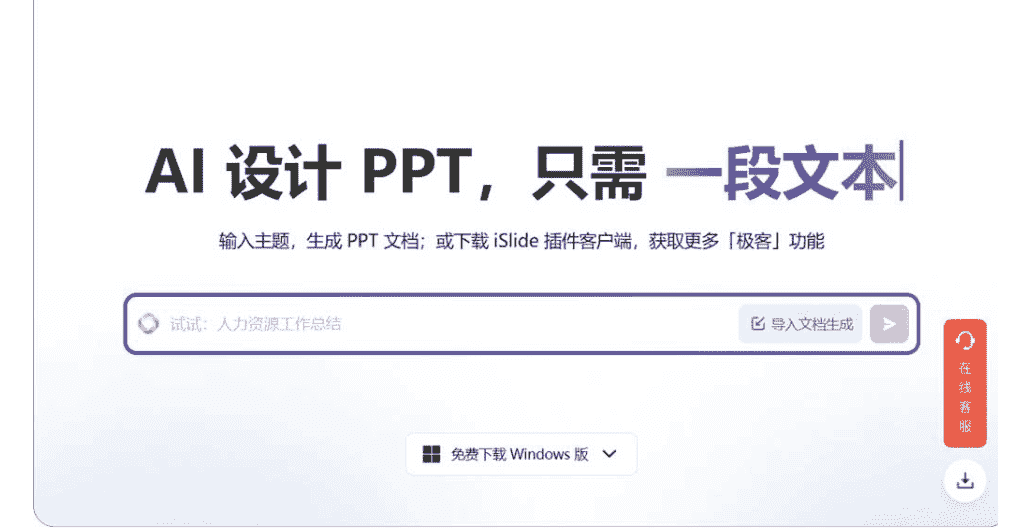 AI 设计 PPT，只需 一段文本
输入主题，生成 PPT 文档；或下载 iSlide 插件客户端，获取更多「极客」功能
试试：人力资源工作总结
导入文档生成
在线客服
免费下载 Windows 版